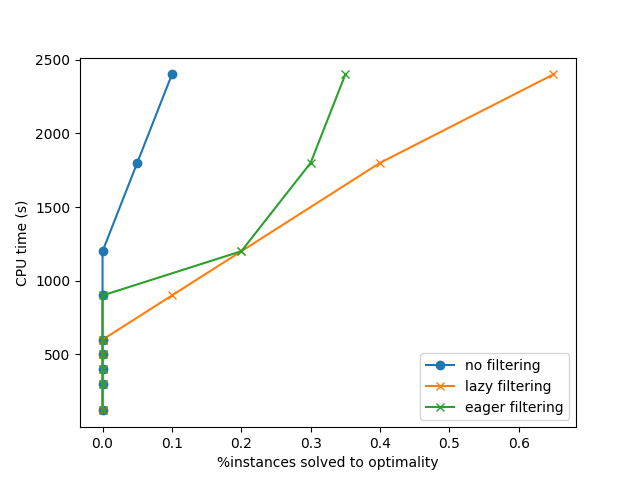 2500
2000
1500
1000
500
CPU time (s)
0.0 0.1 0.2 0.3 0.4 0.5 0.6
%instances solved to optimality
no filtering
lazy filtering
eager filtering